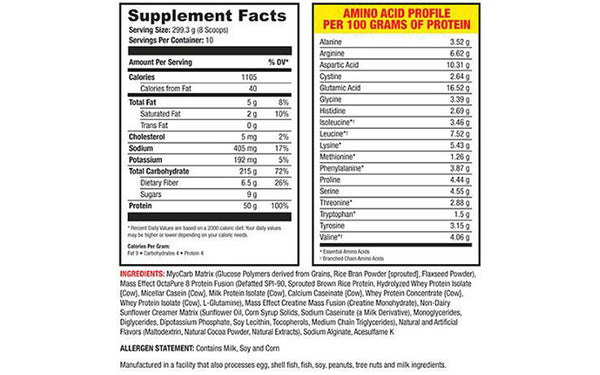 Supplement Facts
Serving Size: 299.3 g (8 Scoops)
Servings Per Container: 10
Amount Per Serving % DV*
Calories 1105
Calories from Fat 40
Total Fat 5 g 8%
Saturated Fat 2 g 10%
Trans Fat 0 g
Cholesterol 5 mg 2%
Sodium 405 mg 17%
Potassium 192 mg 5%
Total Carbohydrate 215 g 72%
Dietary Fiber 6.5 g 26%
Sugars 9 g
Protein 50 g 100%
* Percent Daily Values are based on a 2000 calorie diet. Your daily values
may be higher or lower depending on your calorie needs.
Calories Per Gram:
Fat 9 • Carbohydrates 4 • Protein 4
AMINO ACID PROFILE
PER 100 GRAMS OF PROTEIN
Alanine 3.52 g
Arginine 6.62 g
Aspartic Acid 10.31 g
Cystine 2.64 g
Glutamic Acid 16.52 g
Glycine 3.39 g
Histidine 2.69 g
Isoleucine*† 3.46 g
Leucine*† 7.52 g
Lysine* 5.43 g
Methionine* 1.26 g
Phenylalanine* 3.87 g
Proline 4.44 g
Serine 4.55 g
Threonine* 2.88 g
Tryptophan* 1.5 g
Tyrosine 3.15 g
Valine*† 4.06 g
* Essential Amino Acids
† Branched Chain Amino Acids
INGREDIENTS: MyoCarb Matrix (Glucose Polymers derived from Grains, Rice Bran Powder [sprouted], Flaxseed Powder),
Mass Effect OctaPure 8 Protein Fusion (Defatted SPI-90, Sprouted Brown Rice Protein, Hydrolyzed Whey Protein Isolate
{Cow}, Micellar Casein {Cow}, Milk Protein Isolate {Cow}, Calcium Caseinate {Cow}, Whey Protein Concentrate {Cow},
Whey Protein Isolate {Cow}, L-Glutamine), Mass Effect Creatine Mass Fusion (Creatine Monohydrate), Non-Dairy
Sunflower Creamer Matrix (Sunflower Oil, Corn Syrup Solids, Sodium Caseinate (a Milk Derivative), Monoglycerides,
Diglycerides, Dipotassium Phosphate, Soy Lecithin, Tocopherols, Medium Chain Triglycerides), Natural and Artificial
Flavors (Maltodextrin, Natural Cocoa Powder, Natural Extracts), Sodium Alginate, Acesulfame K
ALLERGEN STATEMENT: Contains Milk, Soy and Corn
Manufactured in a facility that also processes egg, shell fish, fish, soy, peanuts, tree nuts and milk ingredients.